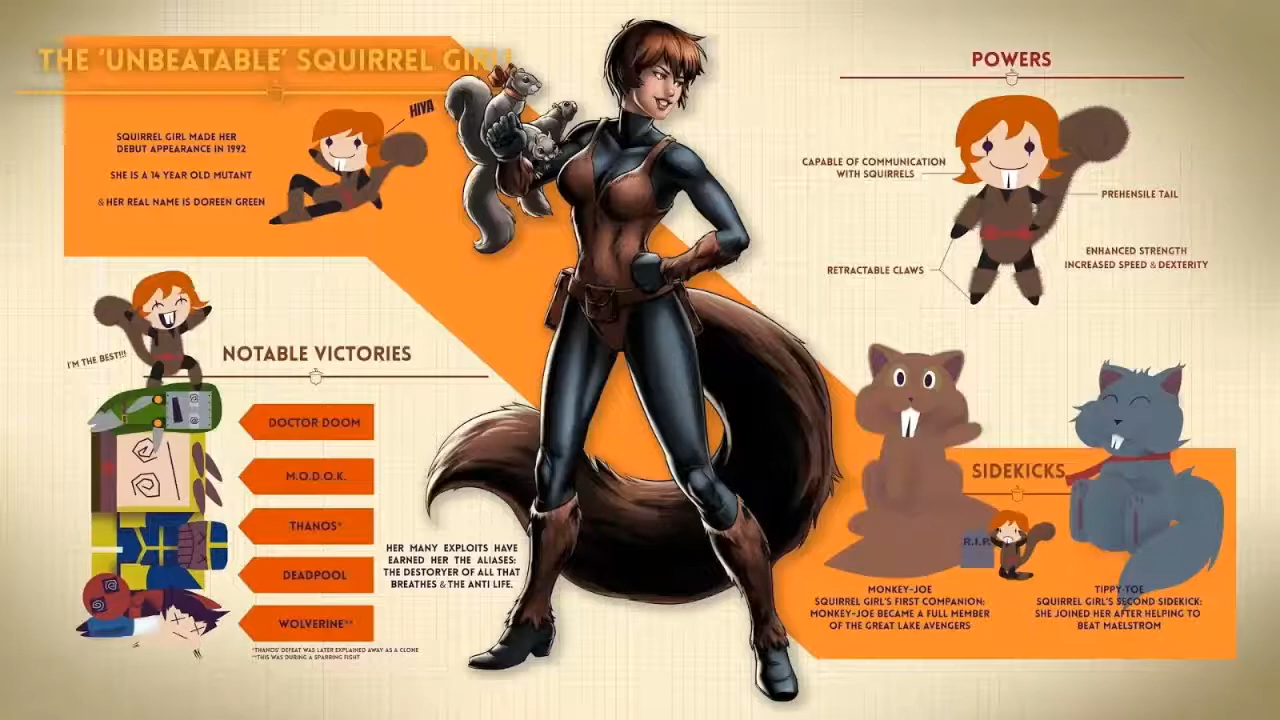 THE 'UNBEATABLE' SQUIRREL GIRL!
HIYA
SQUIRREL GIRL MADE HER
DEBUT APPEARANCE IN 1992
SHE IS A 14 YEAR OLD MUTANT
& HER REAL NAME IS DOREEN GREEN
POWERS
CAPABLE OF COMMUNICATION
WITH SQUIRRELS
PREHENSILE TAIL
RETRACTABLE CLAWS
ENHANCED STRENGTH
INCREASED SPEED & DEXTERITY
I'M THE BEST!!!
NOTABLE VICTORIES
DOCTOR DOOM
M.O.D.O.K.
THANOS*
DEADPOOL
WOLVERINE**
*THANOS' DEFEAT WAS LATER EXPLAINED AWAY AS A CLONE
**THIS WAS DURING A SPARRING FIGHT
HER MANY EXPLOITS HAVE
EARNED HER THE ALIASES:
THE DESTORYER OF ALL THAT
BREATHES & THE ANTI LIFE.
SIDEKICKS
R.I.P.
MONKEY-JOE
SQUIRREL GIRL'S FIRST COMPANION:
MONKEY-JOE BECAME A FULL MEMBER
OF THE GREAT LAKE AVENGERS
TIPPY-TOE
SQUIRREL GIRL'S SECOND SIDEKICK:
SHE JOINED HER AFTER HELPING TO
BEAT MAELSTROM